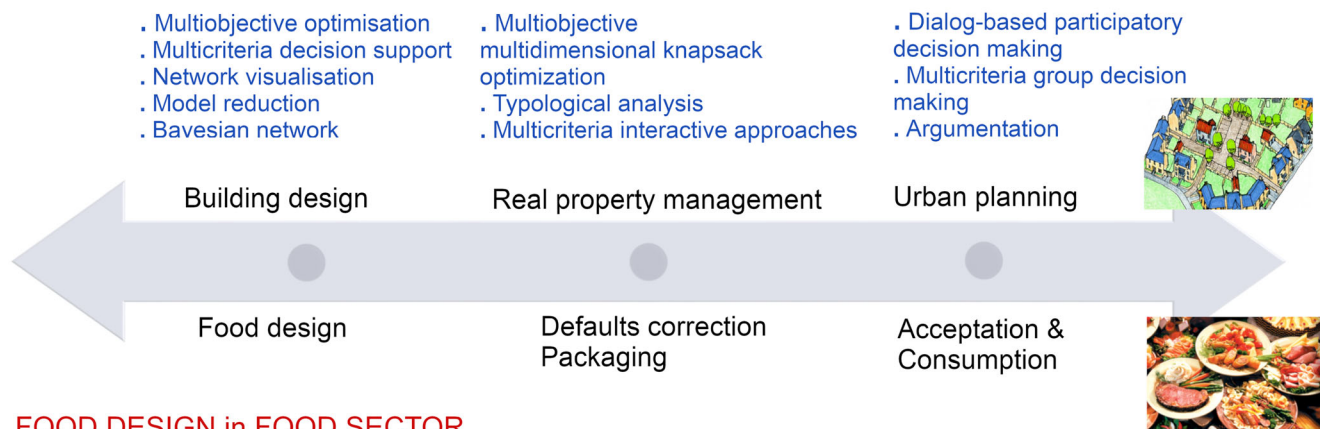 . Multiobjective optimisation
. Multicriteria decision support
. Network visualisation
. Model reduction
. Bavesian network
. Multiobjective
multidimensional knapsack
optimization
. Typological analysis
. Multicriteria interactive approaches
. Dialog-based participatory
decision making
. Multicriteria group decision
making
. Argumentation
Building design
Real property management
Urban planning
Food design
Defaults correction
Packaging
Acceptation &
Consumption
FOOD DESIGN in FOOD SECTOR